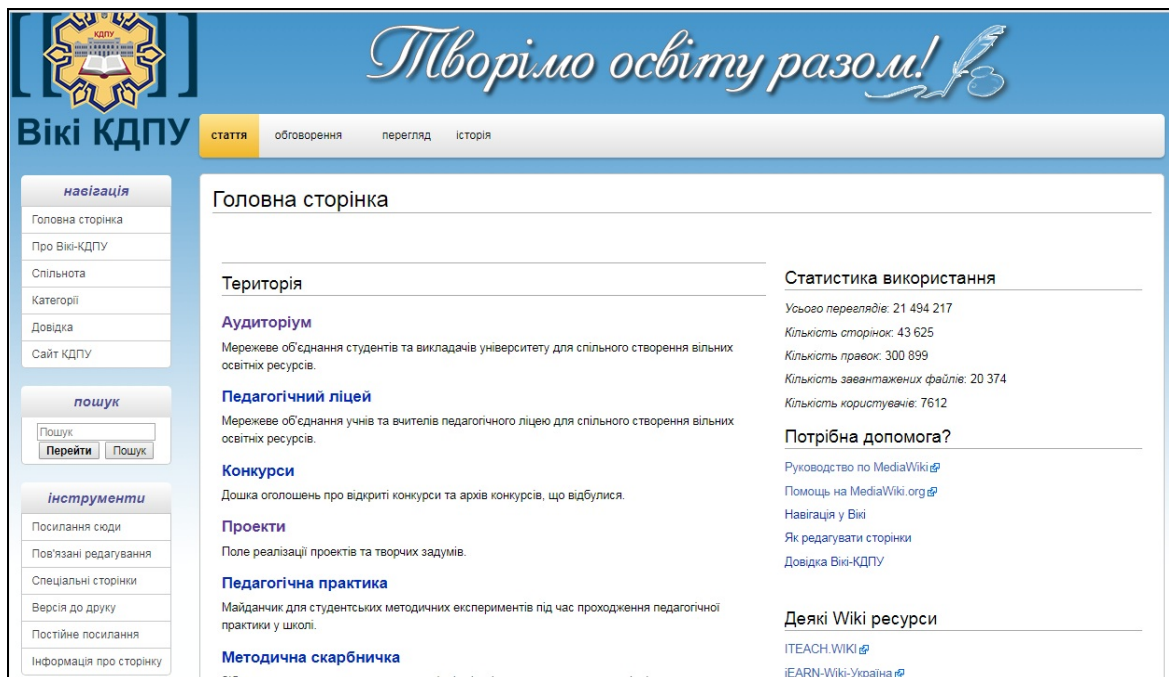 КДПУ
Творімо освіту разом!
[[ ]]
Вікі КДПУ
стаття обговорення перегляд історія
навігація
Головна сторінка
Про Вікі-КДПУ
Спільнота
Категорії
Довідка
Сайт КДПУ
пошук
Пошук
Перейти Пошук
інструменти
Посилання сюди
Пов'язані редагування
Спеціальні сторінки
Версія до друку
Постійне посилання
Інформація про сторінку
Головна сторінка
Територія
Аудиторіум
Мережеве об'єднання студентів та викладачів університету для спільного створення вільних
освітніх ресурсів.
Педагогічний ліцей
Мережеве об'єднання учнів та вчителів педагогічного ліцею для спільного створення вільних
освітніх ресурсів.
Конкурси
Дошка оголошень про відкриті конкурси та архів конкурсів, що відбулися.
Проекти
Поле реалізації проектів та творчих задумів.
Педагогічна практика
Майданчик для студентських методичних експериментів під час проходження педагогічної
практики у школі.
Методична скарбничка
Статистика використання
Усього переглядів: 21 494 217
Кількість сторінок: 43 625
Кількість правок: 300 899
Кількість завантажених файлів: 20 374
Кількість користувачів: 7612
Потрібна допомога?
Руководство по MediaWiki
Помощь на MediaWiki.org
Навігація у Вікі
Як редагувати сторінки
Довідка Вікі-КДПУ
Деякі Wiki ресурси
ITEACH.WIKI
iEARN-Wiki-Україна